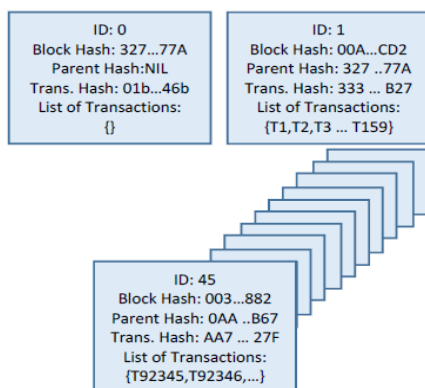 ID: 0
Block Hash: 327...77A
Parent Hash:NIL
Trans. Hash: 01b...46b
List of Transactions:
{}
ID: 1
Block Hash: 00A...CD2
Parent Hash: 327 ..77A
Trans. Hash: 333 ... B27
List of Transactions:
{T1,T2,T3 ... T159}
ID: 45
Block Hash: 003...882
Parent Hash: 0AA ..B67
Trans. Hash: AA7 ... 27F
List of Transactions:
{T92345,T92346,...}